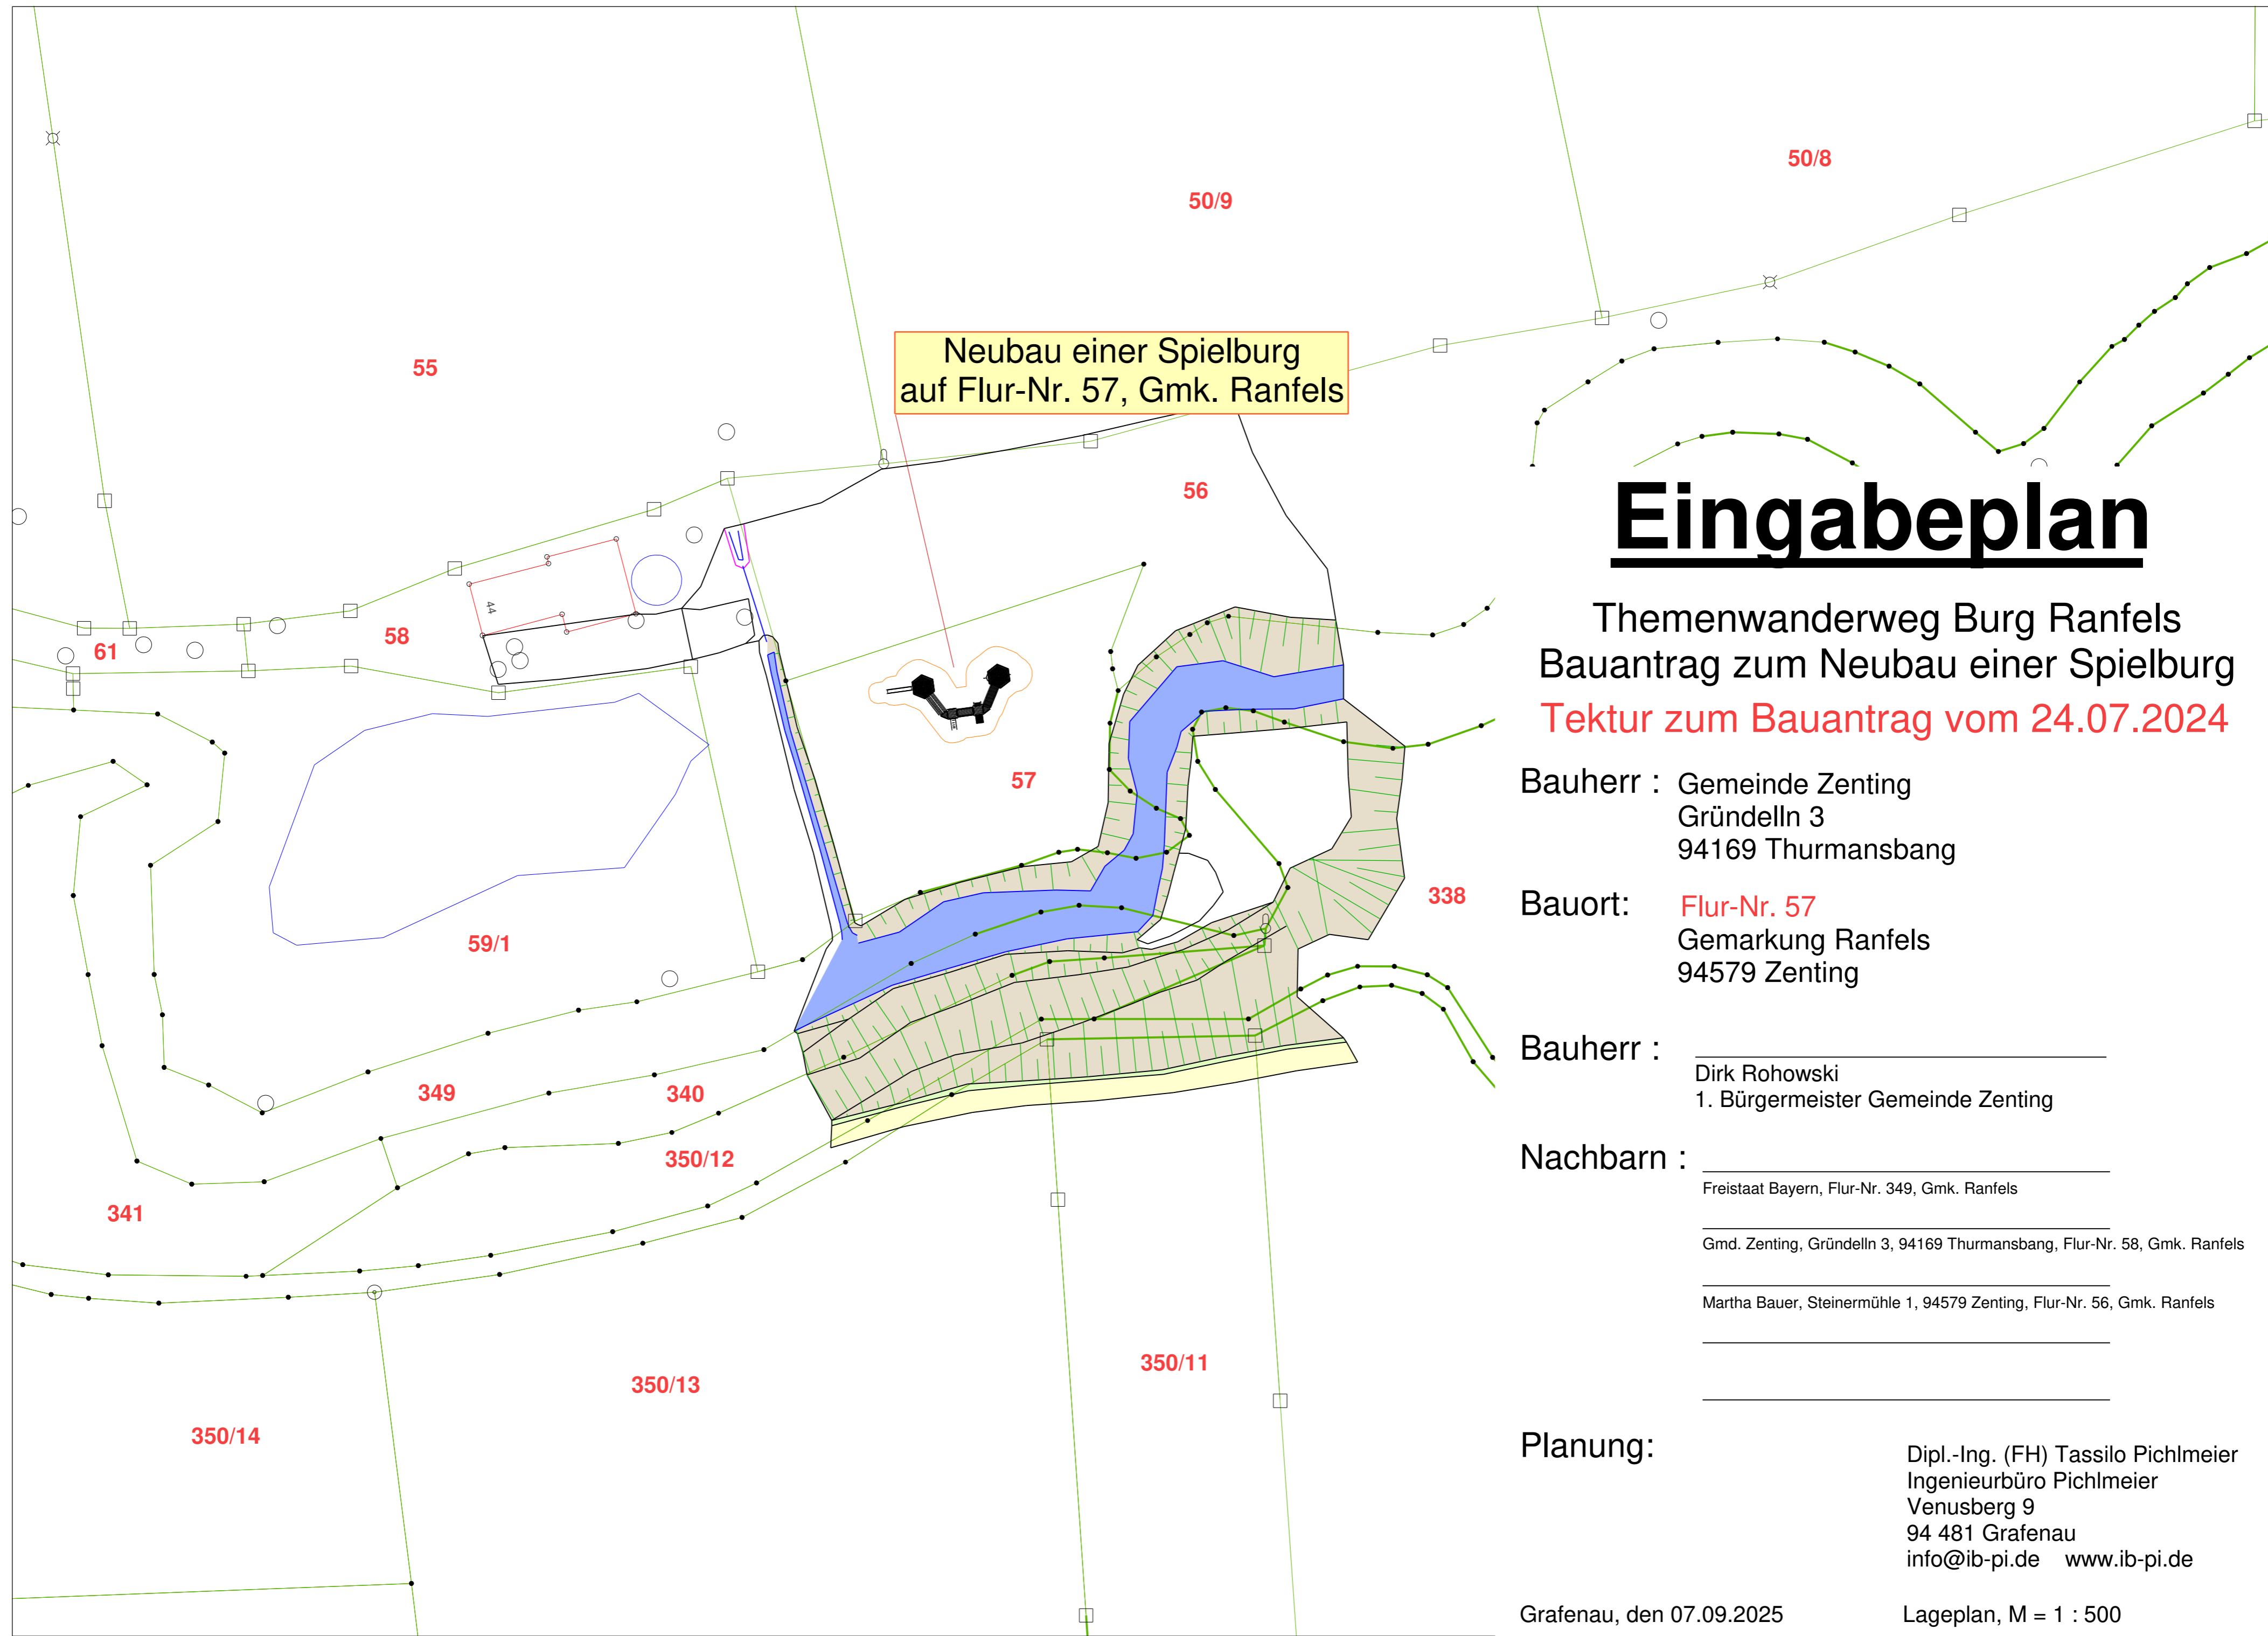 50/8
50/9
55
Neubau einer Spielburg
auf Flur-Nr. 57, Gmk. Ranfels
56
44
58
61
57
59/1
338
349
340
350/12
341
350/11
350/13
350/14
Eingabeplan
Themenwanderweg Burg Ranfels
Bauantrag zum Neubau einer Spielburg
Tektur zum Bauantrag vom 24.07.2024
Bauherr : Gemeinde Zenting
Gründelln 3
94169 Thurmansbang
Bauort: Flur-Nr. 57
Gemarkung Ranfels
94579 Zenting
Bauherr :
Dirk Rohowski
1. Bürgermeister Gemeinde Zenting
Nachbarn :
Freistaat Bayern, Flur-Nr. 349, Gmk. Ranfels
Gmd. Zenting, Gründelln 3, 94169 Thurmansbang, Flur-Nr. 58, Gmk. Ranfels
Martha Bauer, Steinermühle 1, 94579 Zenting, Flur-Nr. 56, Gmk. Ranfels
Planung:
Dipl.-Ing. (FH) Tassilo Pichlmeier
Ingenieurbüro Pichlmeier
Venusberg 9
94 481 Grafenau
info@ib-pi.de www.ib-pi.de
Grafenau, den 07.09.2025 Lageplan, M = 1 : 500